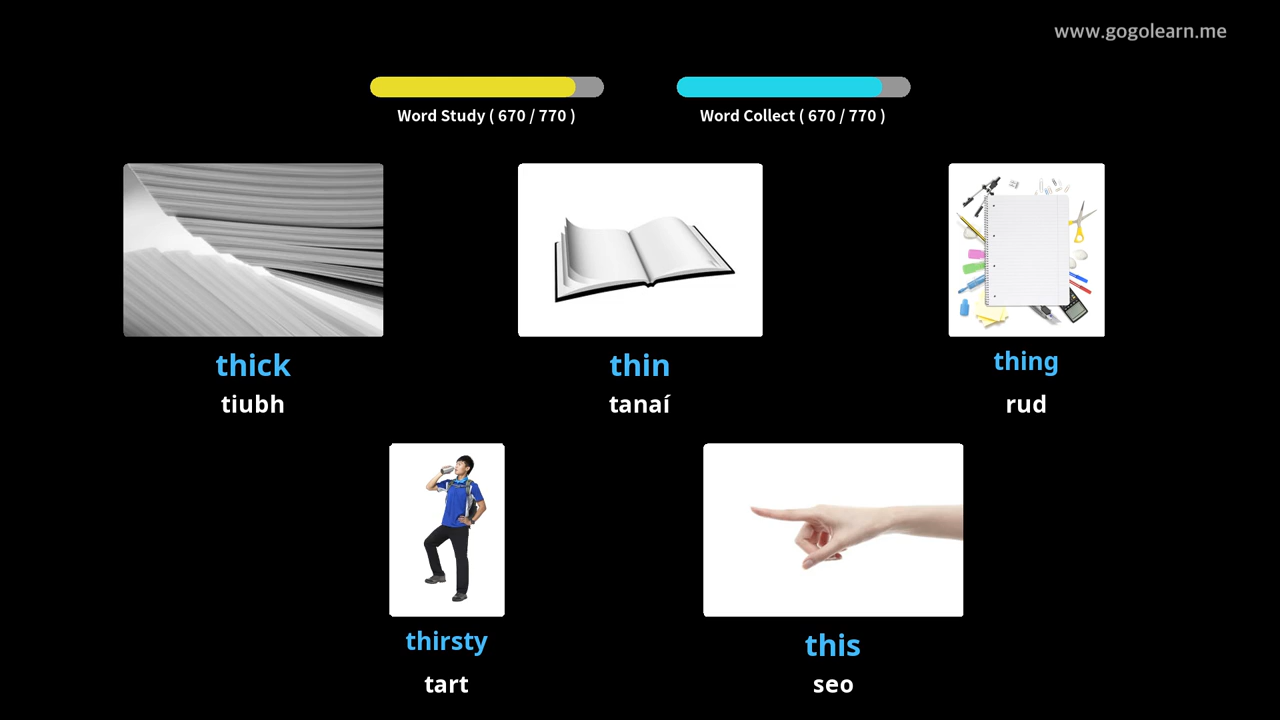 www.gogolearn.me
Word Study ( 670 / 770 )
Word Collect ( 670 / 770 )
thick
tiubh
thin
tanaí
thing
rud
thirsty
tart
this
seo